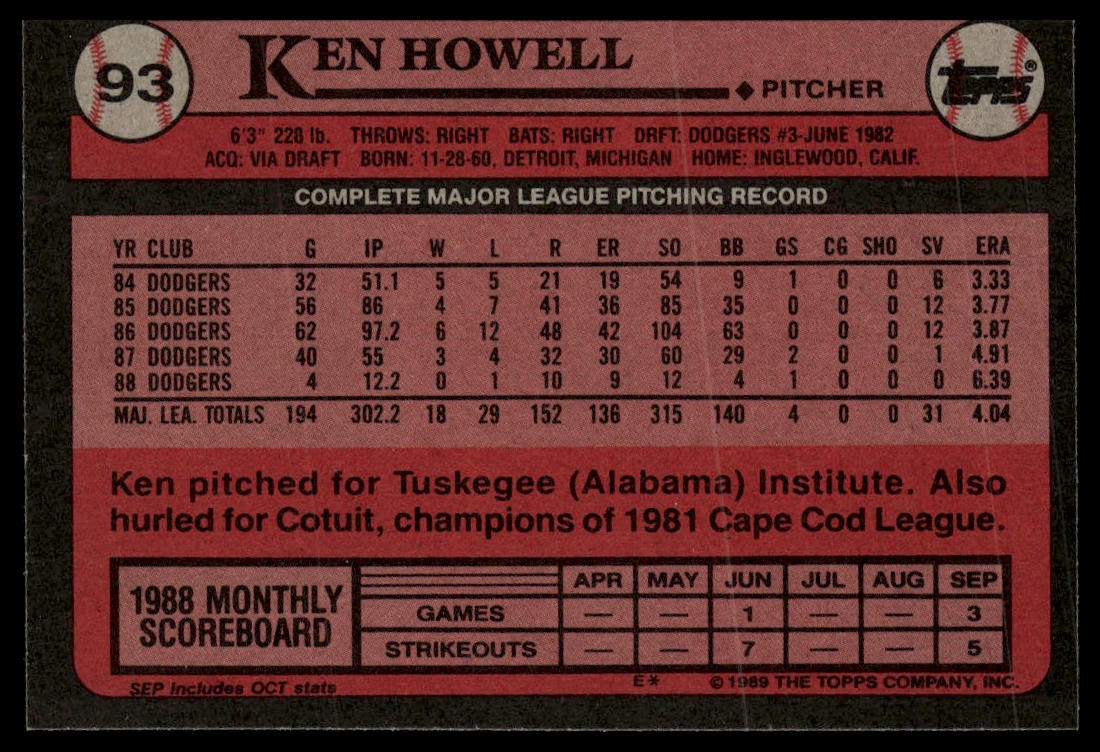 93
KEN HOWELL
TOPPS®
◆ PITCHER
6'3" 228 lb. THROWS: RIGHT BATS: RIGHT DRFT: DODGERS #3-JUNE 1982
ACQ: VIA DRAFT BORN: 11-28-60, DETROIT, MICHIGAN HOME: INGLEWOOD, CALIF.
COMPLETE MAJOR LEAGUE PITCHING RECORD
YR CLUB G IP W L R ER SO BB GS CG SHO SV ERA
84 DODGERS 32 51.1 5 5 21 19 54 9 1 0 0 6 3.33
85 DODGERS 56 86 4 7 41 36 85 35 0 0 0 12 3.77
86 DODGERS 62 97.2 6 12 48 42 104 63 0 0 0 12 3.87
87 DODGERS 40 55 3 4 32 30 60 29 2 0 0 1 4.91
88 DODGERS 4 12.2 0 1 10 9 12 4 1 0 0 0 6.39
MAJ. LEA. TOTALS 194 302.2 18 29 152 136 315 140 4 0 0 31 4.04
Ken pitched for Tuskegee (Alabama) Institute. Also
hurled for Cotuit, champions of 1981 Cape Cod League.
1988 MONTHLY
SCOREBOARD
APR MAY JUN JUL AUG SEP
GAMES — — 1 — — 3
STRIKEOUTS — — 7 — — 5
SEP includes OCT stats
E* © 1989 THE TOPPS COMPANY, INC.